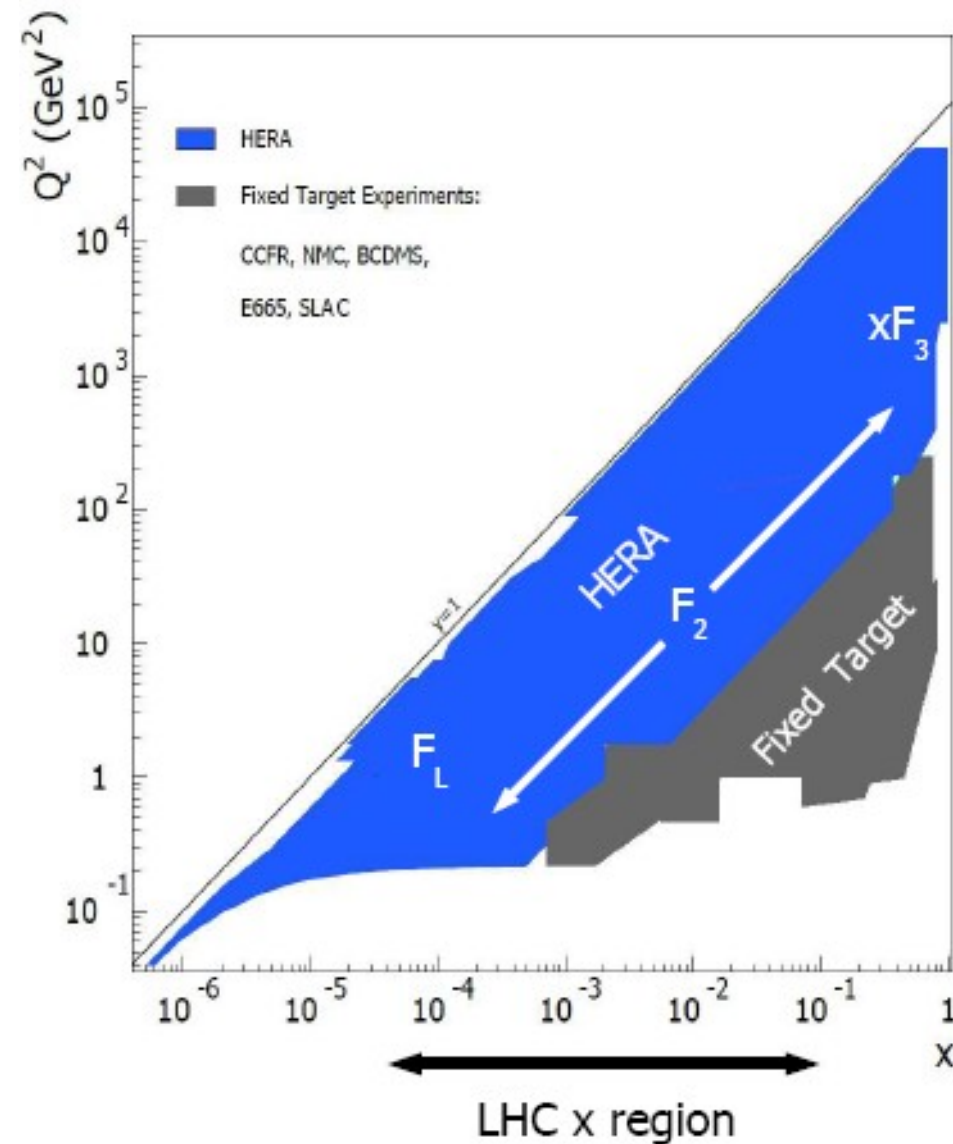 Q² (GeV²)
10⁵
10⁴
10³
10²
10
1
10⁻¹
HERA
Fixed Target Experiments:
CCFR, NMC, BCDMS,
E665, SLAC
xF₃
HERA
F₂
y=1
Fixed Target
F_L
10⁻⁶ 10⁻⁵ 10⁻⁴ 10⁻³ 10⁻² 10⁻¹ 1
x
LHC x region